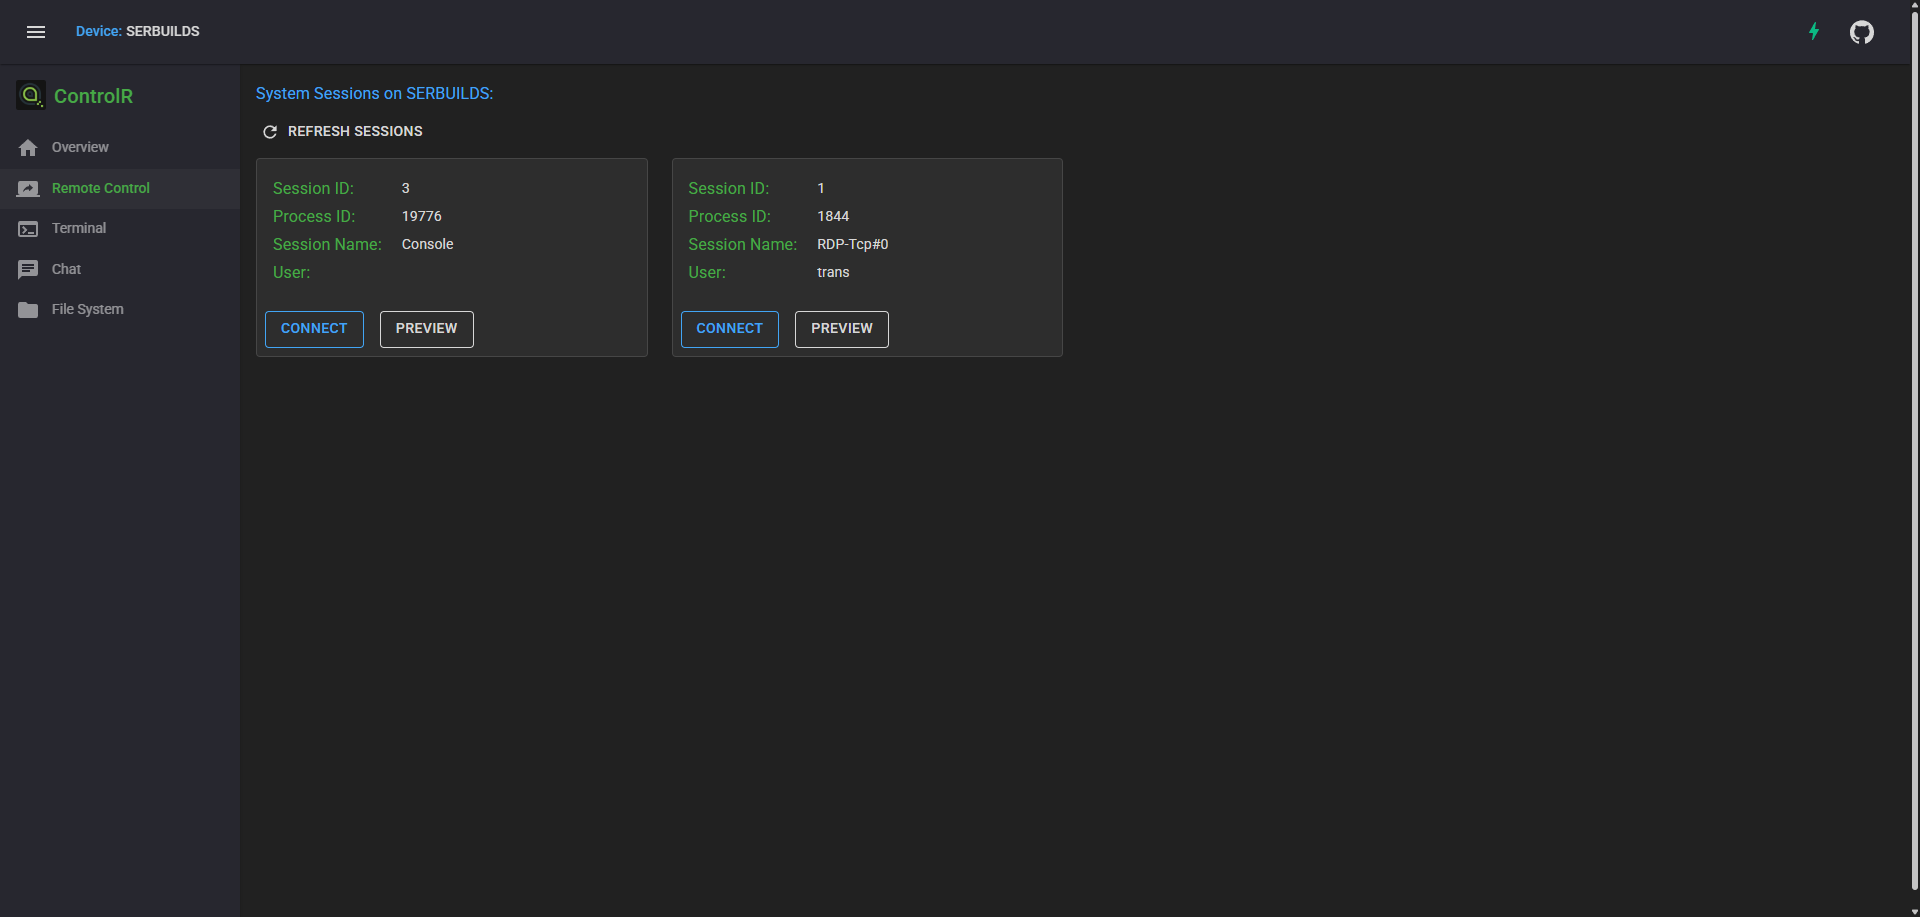 Device: SERBUILDS
ControlR
Overview
Remote Control
Terminal
Chat
File System
System Sessions on SERBUILDS:
REFRESH SESSIONS
Session ID: 3
Process ID: 19776
Session Name: Console
User:
CONNECT PREVIEW
Session ID: 1
Process ID: 1844
Session Name: RDP-Tcp#0
User: trans
CONNECT PREVIEW